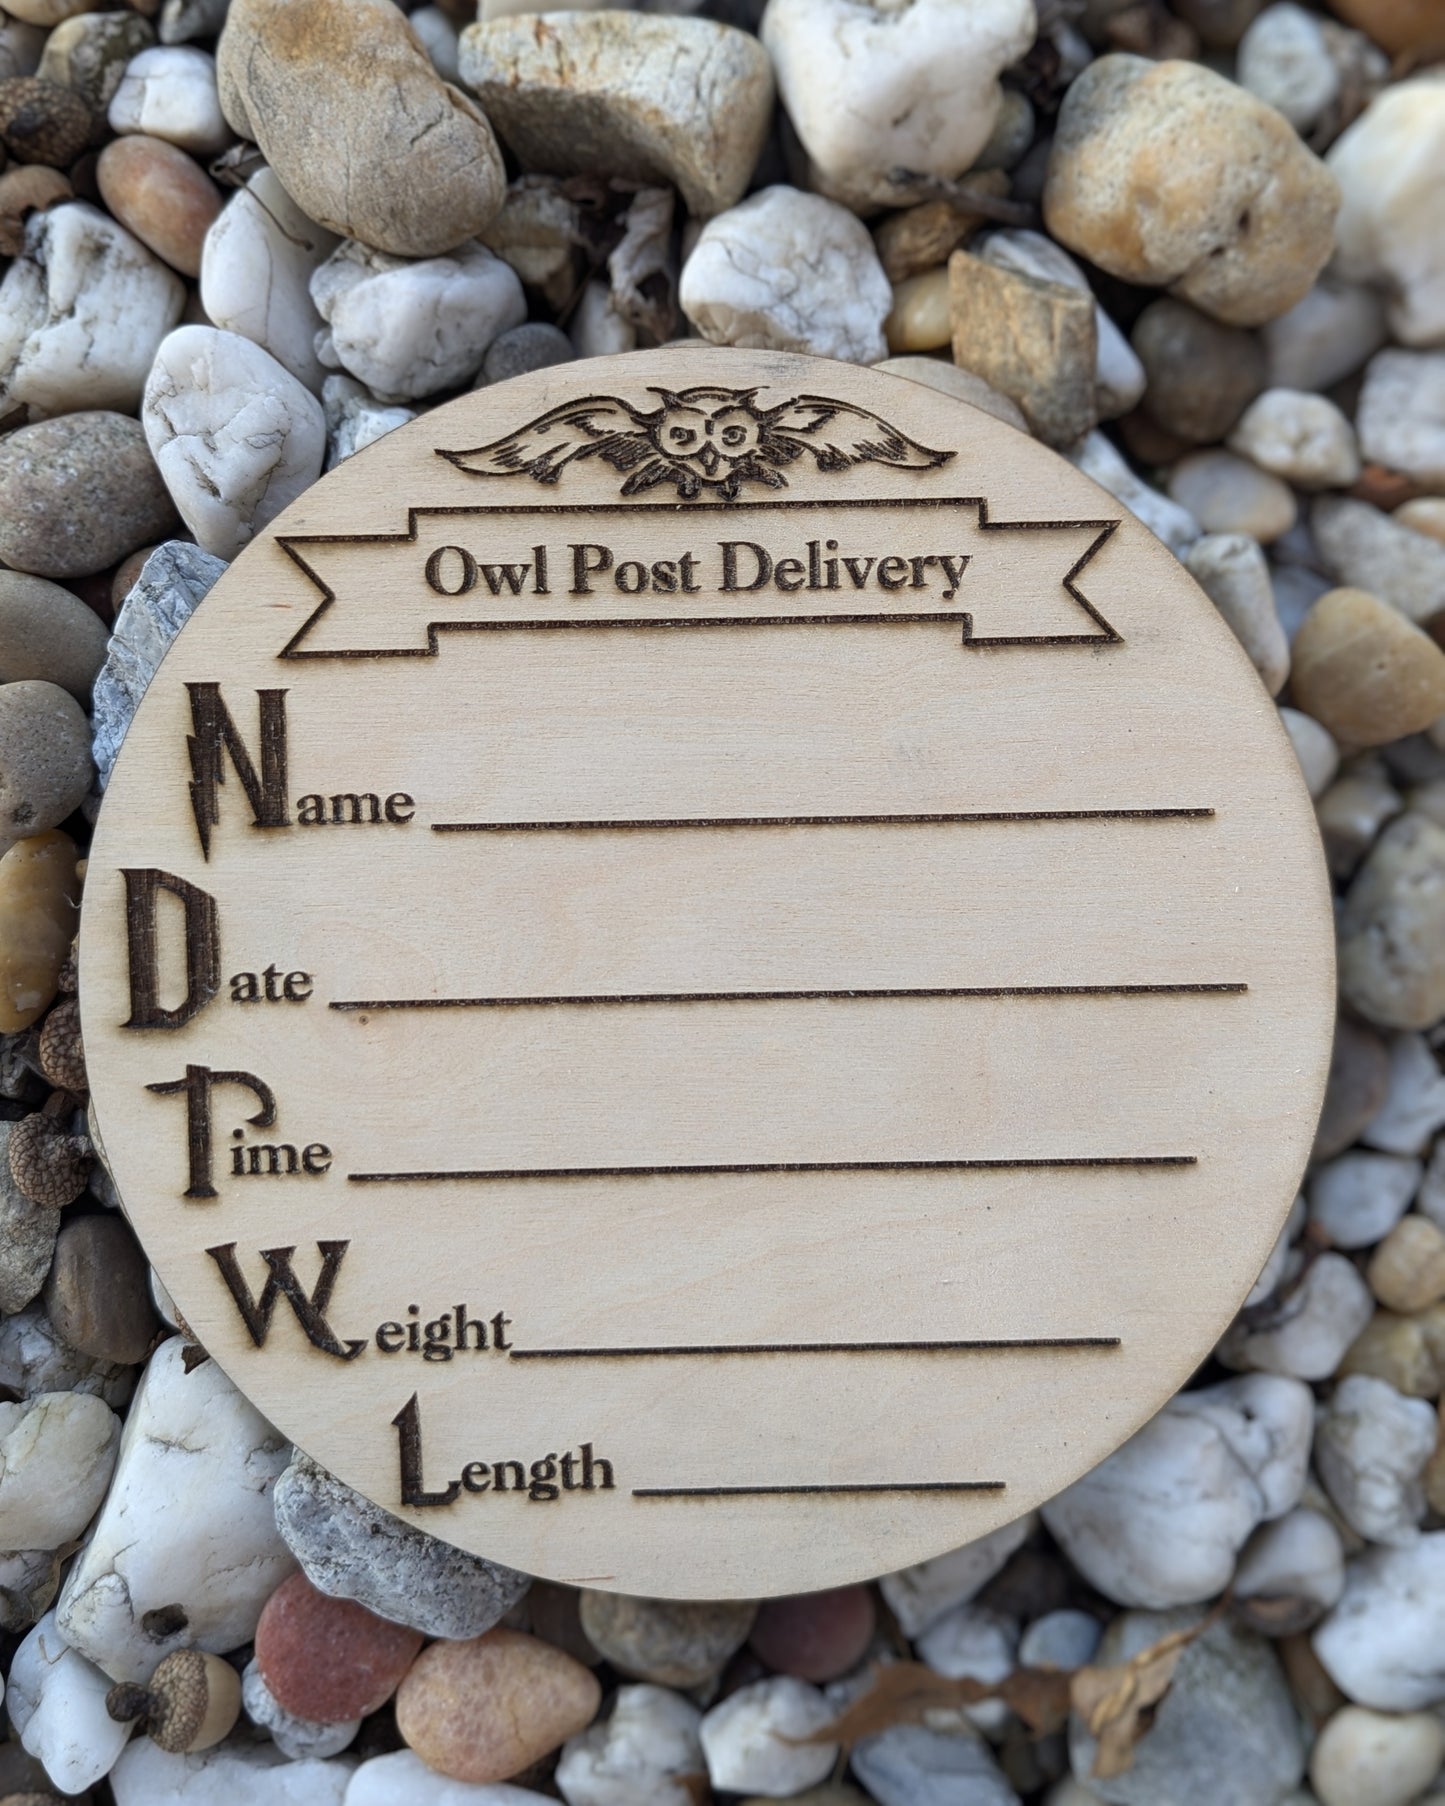 Owl Post Delivery
Name
Date
Time
Weight
Length